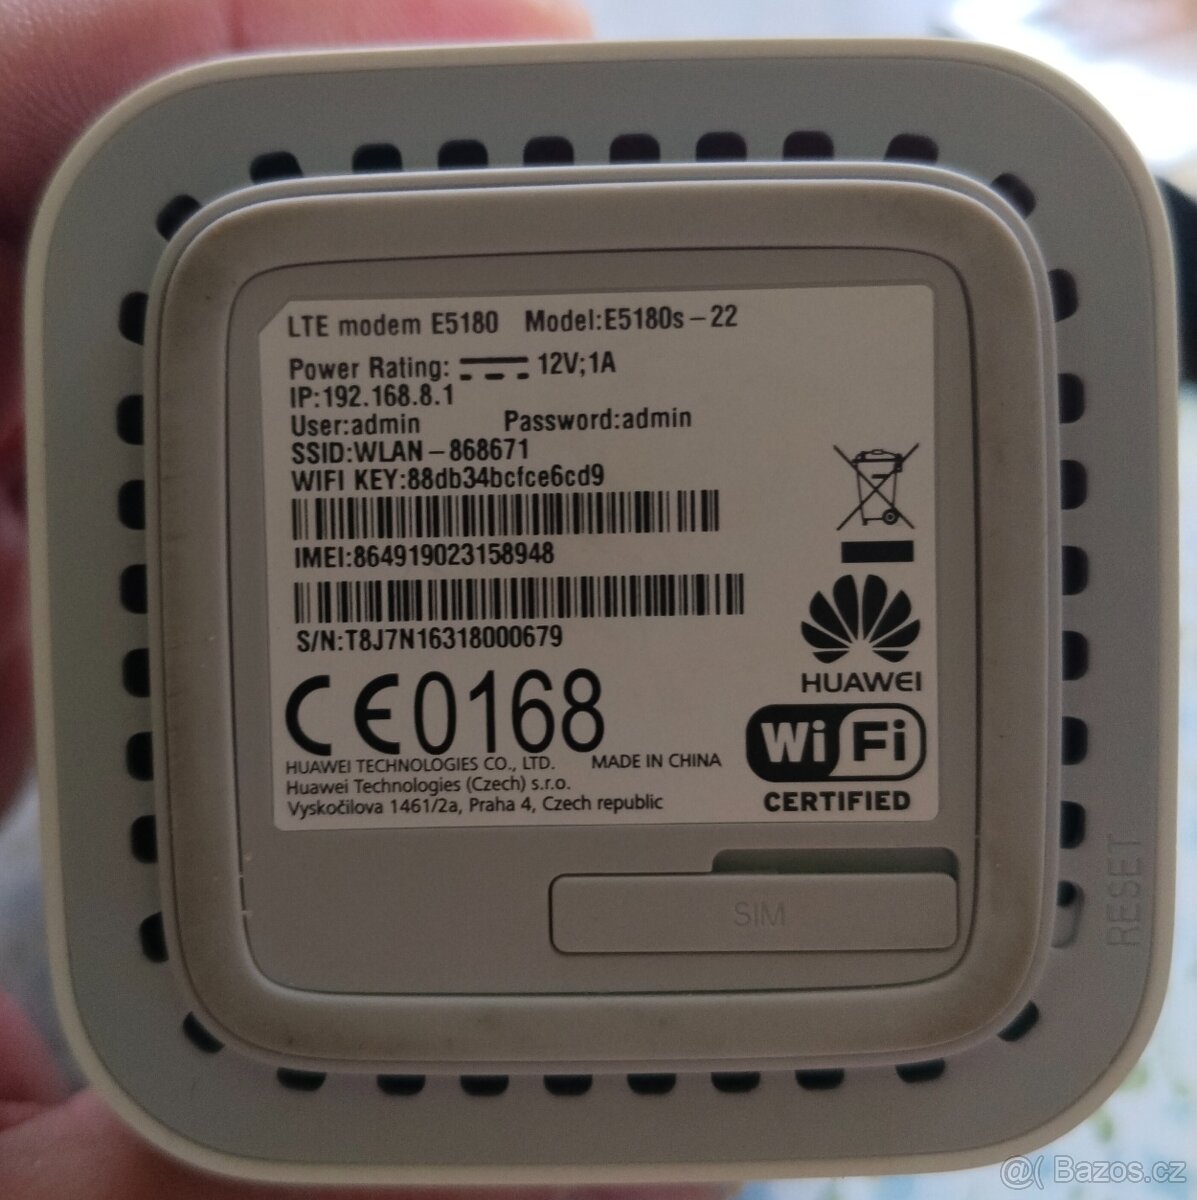 LTE modem E5180 Model:E5180s-22
Power Rating: 12V;1A
IP:192.168.8.1
User:admin Password:admin
SSID:WLAN-868671
WIFI KEY:88db34bcfce6cd9
IMEI:864919023158948
S/N:T8J7N16318000679
CE0168
HUAWEI
HUAWEI TECHNOLOGIES CO., LTD. MADE IN CHINA
Huawei Technologies (Czech) s.r.o.
Vyskočilova 1461/2a, Praha 4, Czech republic
Wi Fi
CERTIFIED
SIM
RESET
@( Bazos.cz